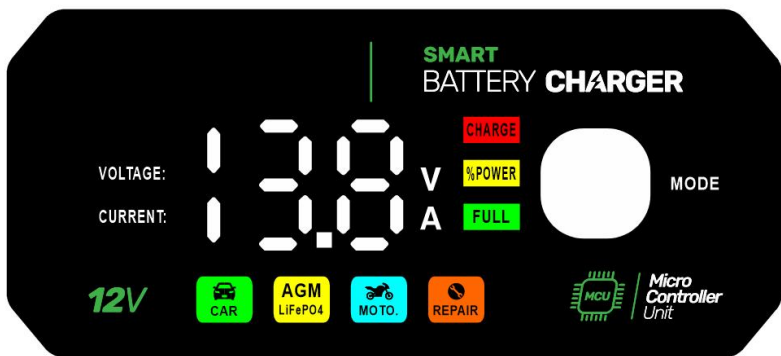 SMART
BATTERY CHARGER
CHARGE
VOLTAGE:
13.8
V
%POWER
MODE
CURRENT:
A
FULL
12V
CAR
AGM
LiFePO4
MOTO.
REPAIR
MCU
Micro
Controller
Unit